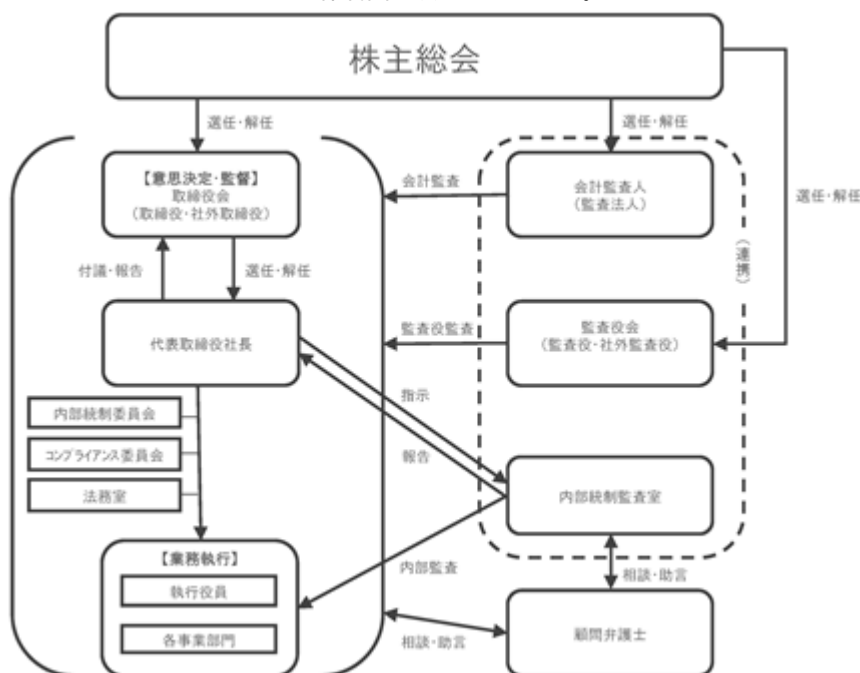 株主総会
選任・解任
選任・解任
選任・解任
【意思決定・監督】
取締役会
(取締役・社外取締役)
会計監査
会計監査人
(監査法人)
(連携)
付議・報告
選任・解任
代表取締役社長
監査役監査
監査役会
(監査役・社外監査役)
指示
報告
内部統制委員会
コンプライアンス委員会
法務室
内部統制監査室
【業務執行】
執行役員
各事業部門
内部監査
相談・助言
相談・助言
顧問弁護士